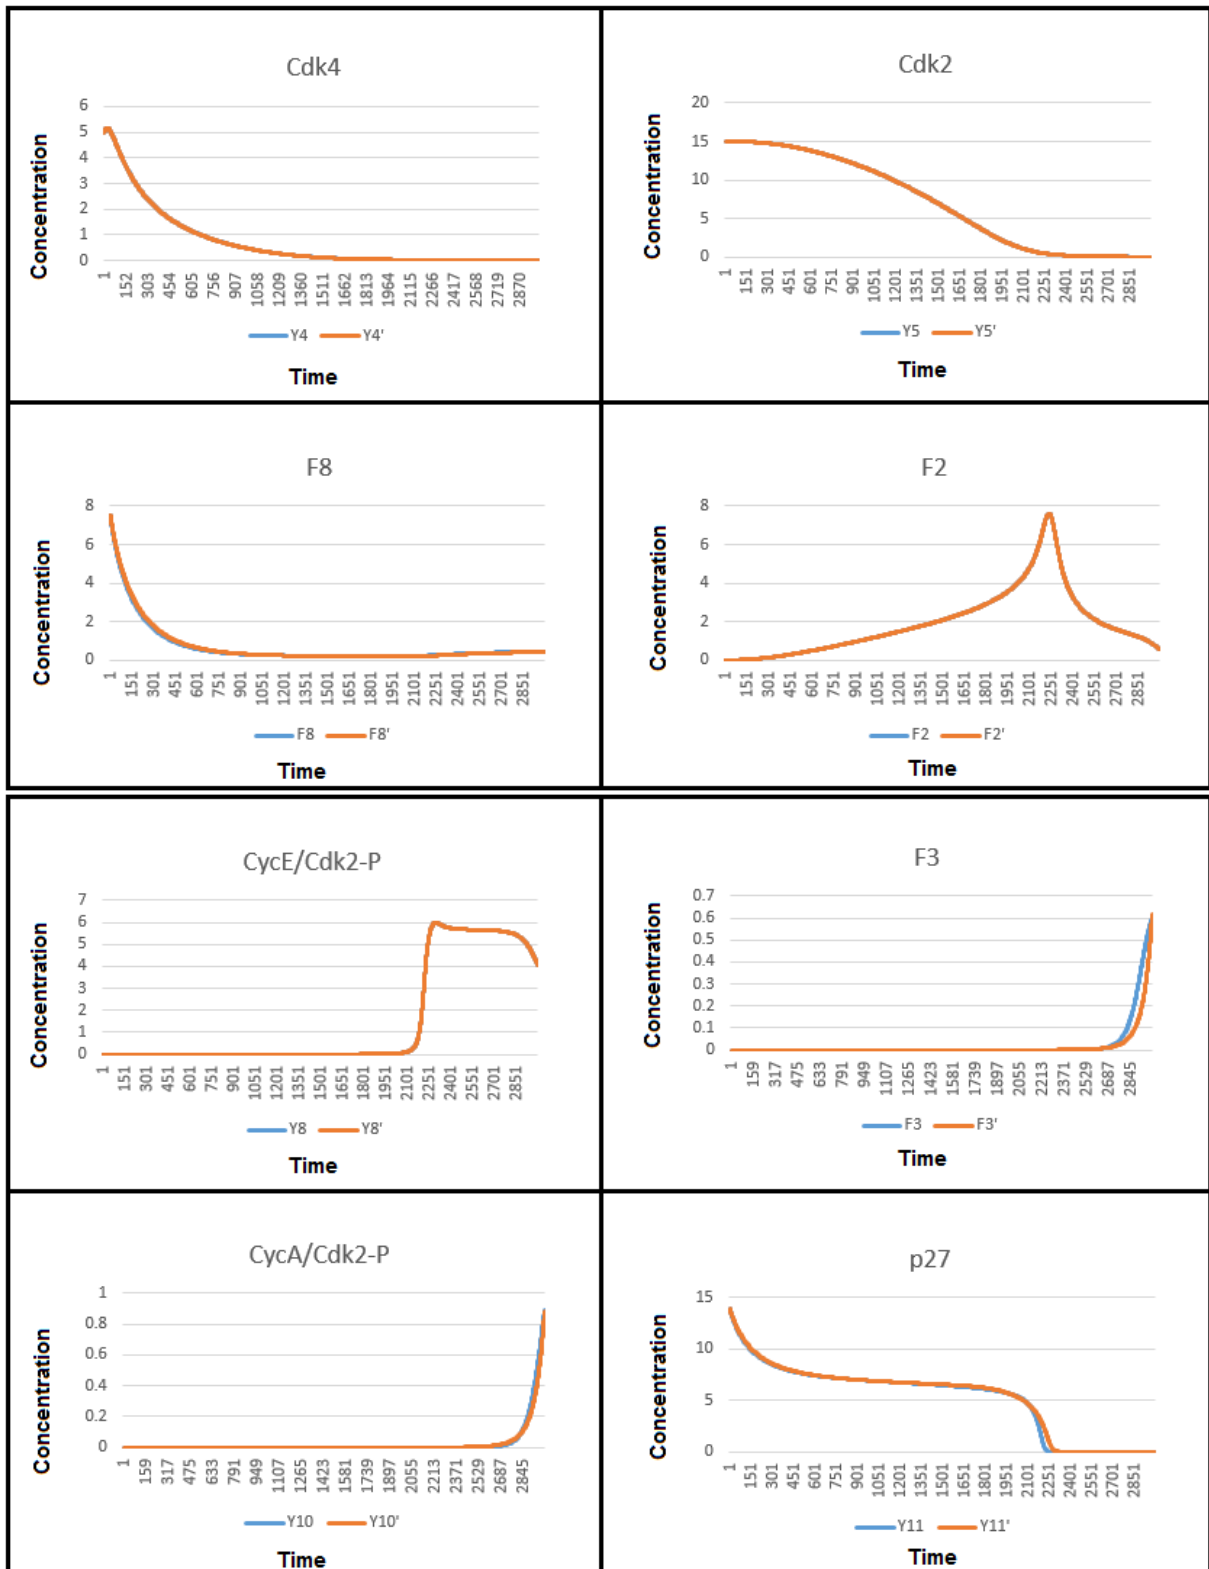 Cdk4
Concentration
6
5
4
3
2
1
0
1 152 303 454 605 756 907 1058 1209 1360 1511 1662 1813 1964 2115 2266 2417 2568 2719 2870
Y4 Y4'
Time
Cdk2
Concentration
20
15
10
5
0
1 151 301 451 601 751 901 1051 1201 1351 1501 1651 1801 1951 2101 2251 2401 2551 2701 2851
Y5 Y5'
Time
F8
Concentration
8
6
4
2
0
1 151 301 451 601 751 901 1051 1201 1351 1501 1651 1801 1951 2101 2251 2401 2551 2701 2851
F8 F8'
Time
F2
Concentration
8
6
4
2
0
1 151 301 451 601 751 901 1051 1201 1351 1501 1651 1801 1951 2101 2251 2401 2551 2701 2851
F2 F2'
Time
CycE/Cdk2-P
Concentration
7
6
5
4
3
2
1
0
1 151 301 451 601 751 901 1051 1201 1351 1501 1651 1801 1951 2101 2251 2401 2551 2701 2851
Y8 Y8'
Time
F3
Concentration
0.7
0.6
0.5
0.4
0.3
0.2
0.1
0
1 159 317 475 633 791 949 1107 1265 1423 1581 1739 1897 2055 2213 2371 2529 2687 2845
F3 F3'
Time
CycA/Cdk2-P
Concentration
1
0.8
0.6
0.4
0.2
0
1 159 317 475 633 791 949 1107 1265 1423 1581 1739 1897 2055 2213 2371 2529 2687 2845
Y10 Y10'
Time
p27
Concentration
15
10
5
0
1 151 301 451 601 751 901 1051 1201 1351 1501 1651 1801 1951 2101 2251 2401 2551 2701 2851
Y11 Y11'
Time